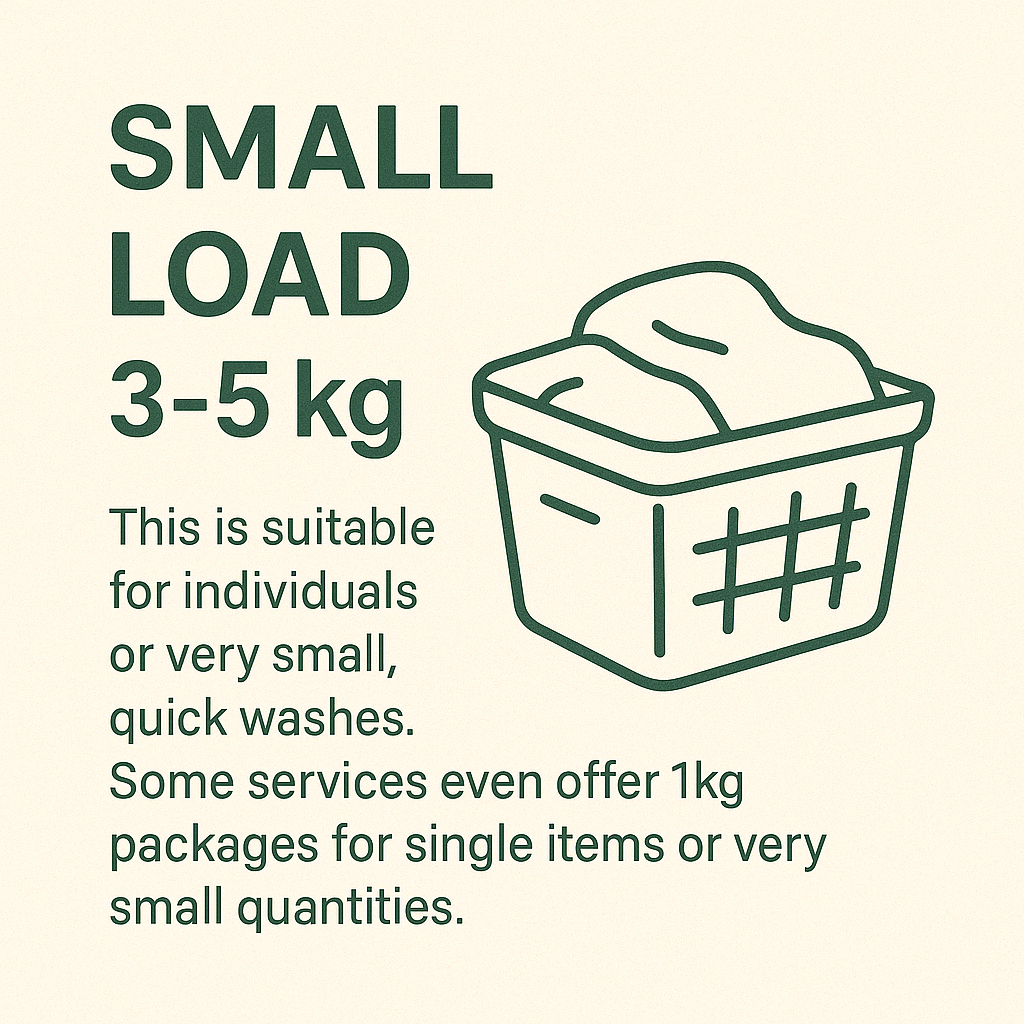 SMALL
LOAD
3-5 kg
This is suitable
for individuals
or very small,
quick washes.
Some services even offer 1kg
packages for single items or very
small quantities.